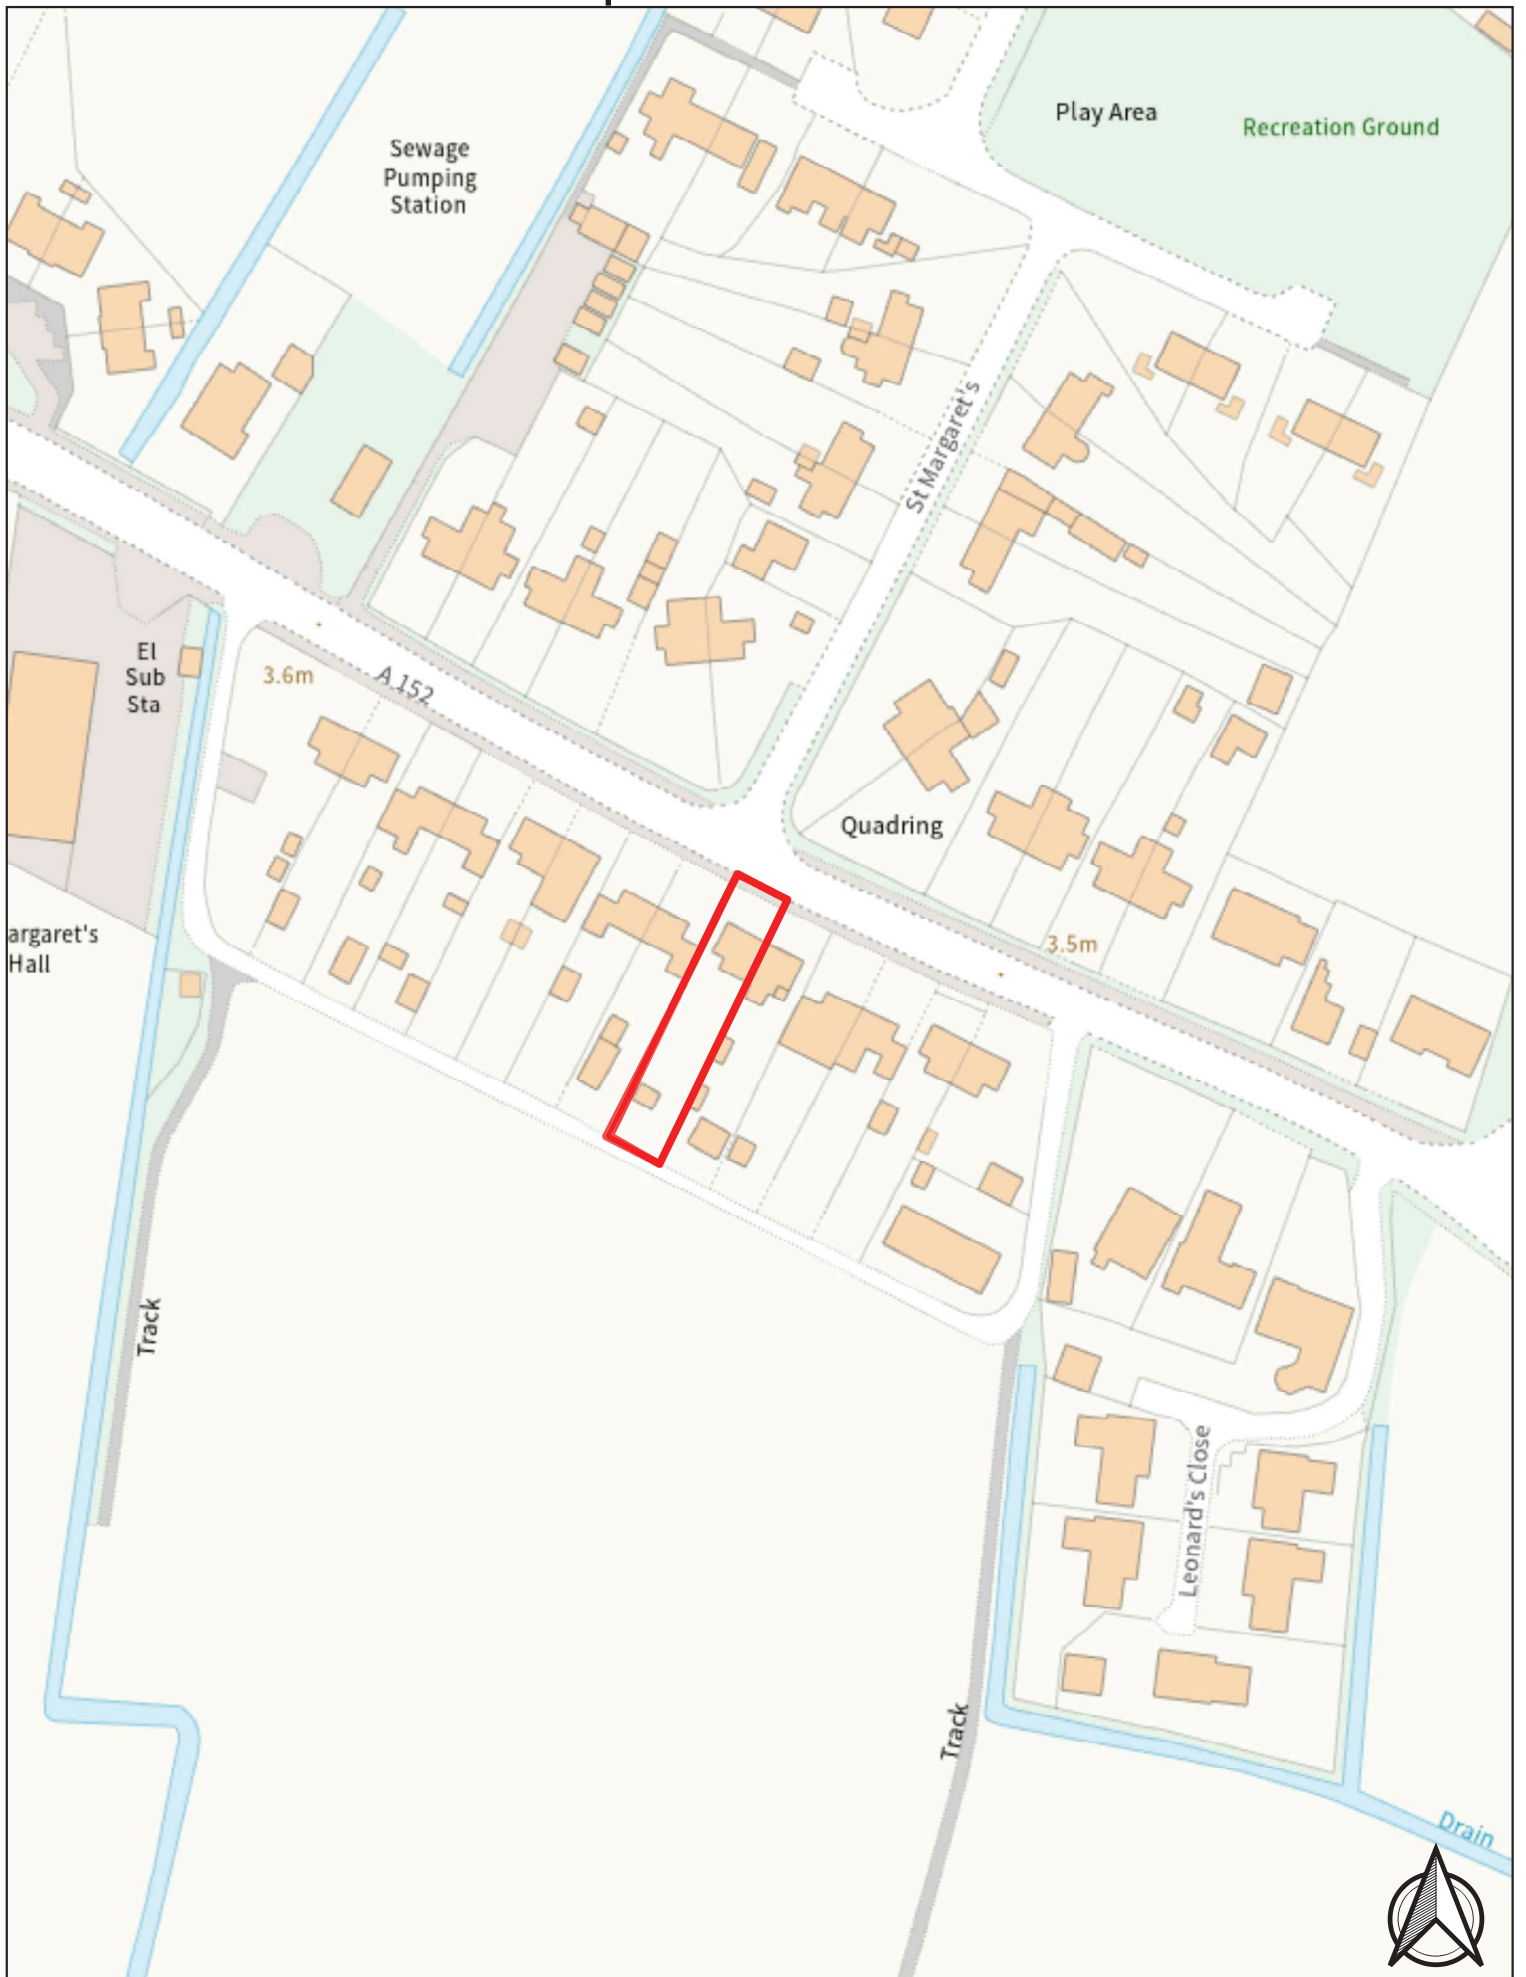 Play Area
Recreation Ground
Sewage
Pumping
Station
St Margaret's
El
Sub
Sta
3.6m
A 152
Quadring
argaret's
Hall
3.5m
Track
Leonard's Close
Track
Drain